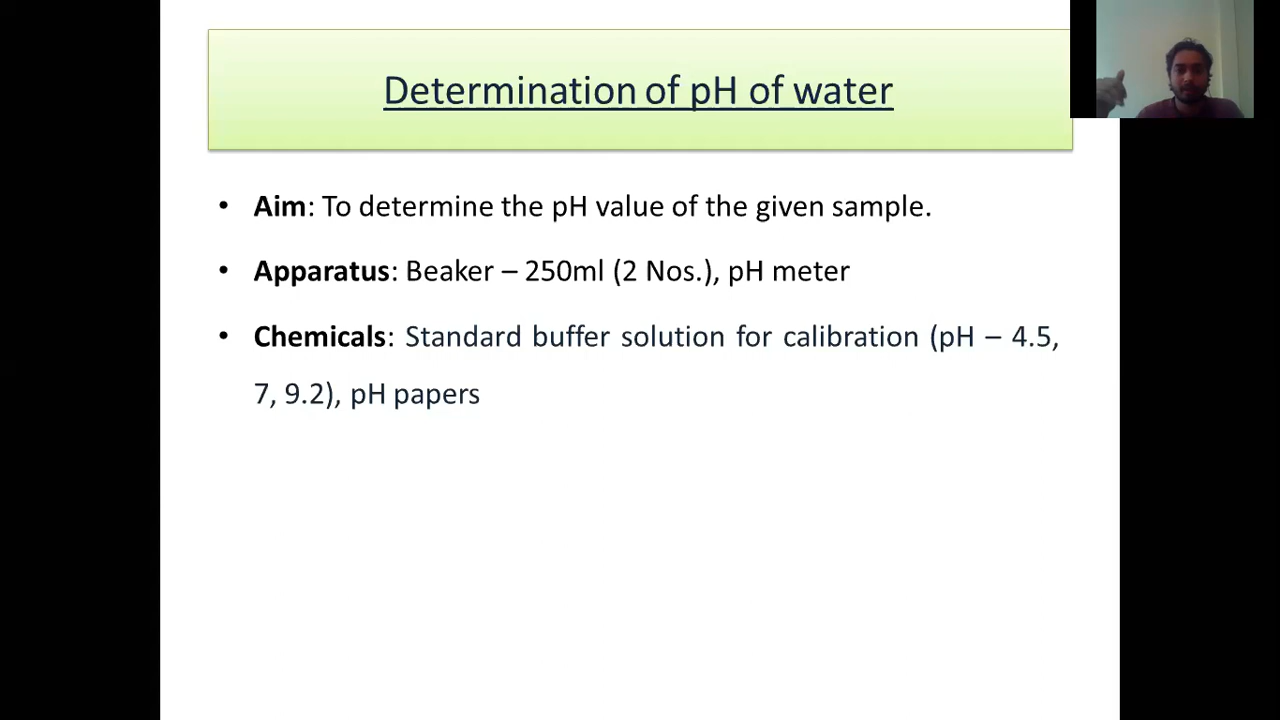 Determination of pH of water
• Aim: To determine the pH value of the given sample.
• Apparatus: Beaker – 250ml (2 Nos.), pH meter
• Chemicals: Standard buffer solution for calibration (pH – 4.5,
7, 9.2), pH papers